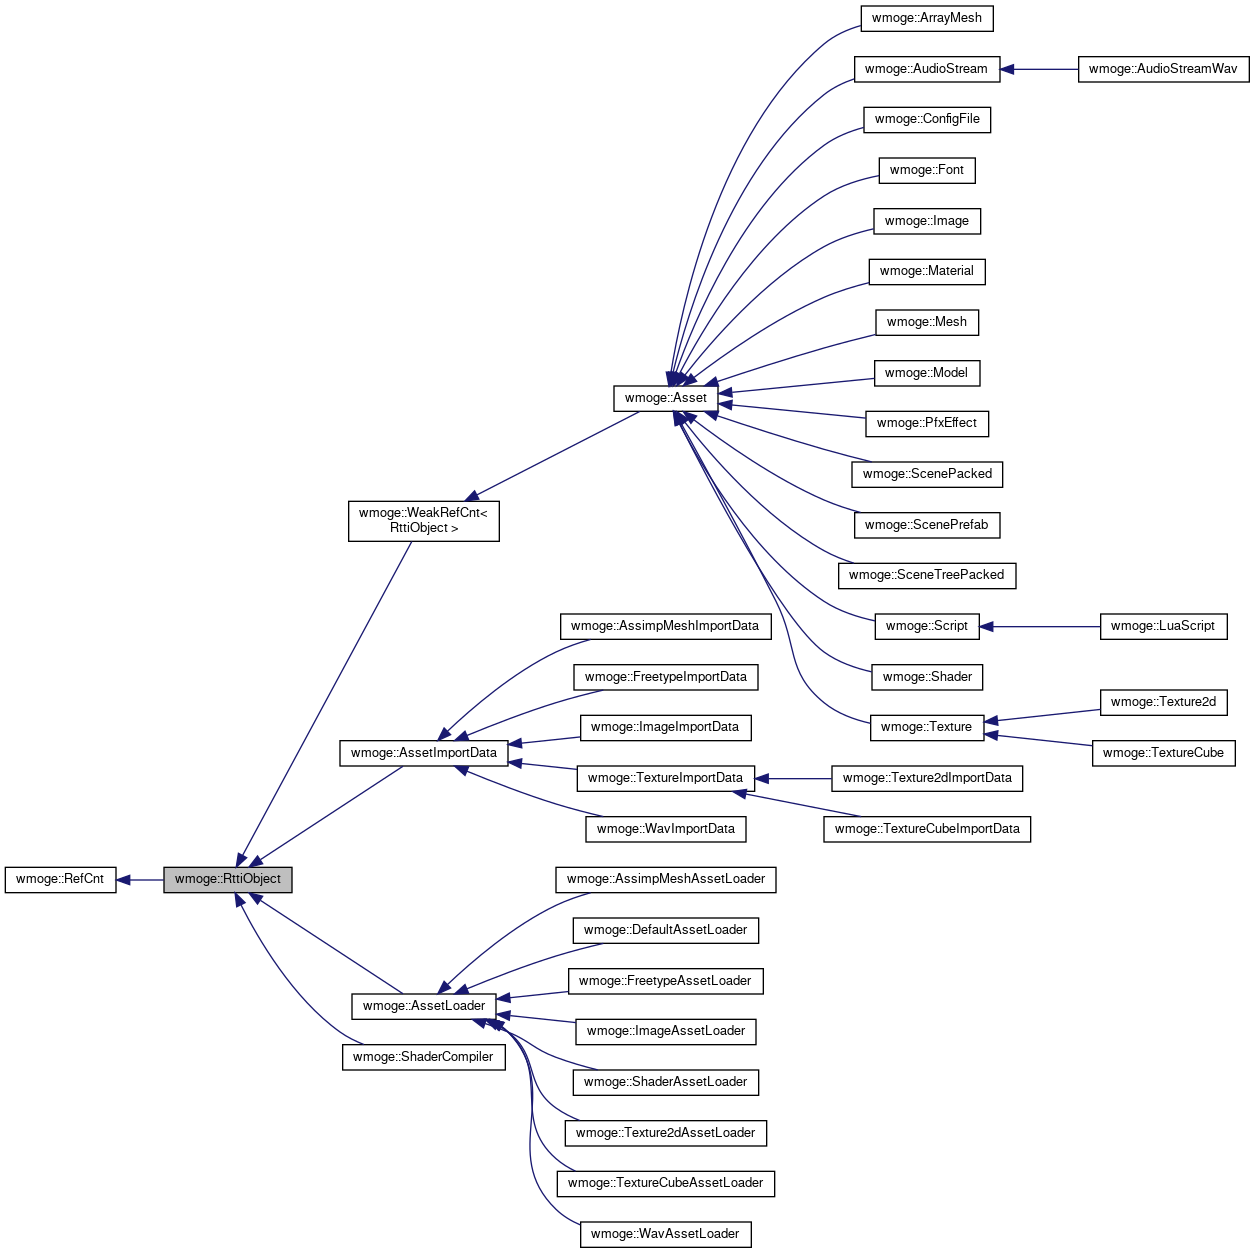 wmoge::ArrayMesh
wmoge::AudioStream
wmoge::AudioStreamWav
wmoge::ConfigFile
wmoge::Font
wmoge::Image
wmoge::Material
wmoge::Mesh
wmoge::Model
wmoge::Asset
wmoge::PfxEffect
wmoge::ScenePacked
wmoge::WeakRefCnt<
RttiObject >
wmoge::ScenePrefab
wmoge::SceneTreePacked
wmoge::AssimpMeshImportData
wmoge::Script
wmoge::LuaScript
wmoge::FreetypeImportData
wmoge::Shader
wmoge::Texture2d
wmoge::ImageImportData
wmoge::Texture
wmoge::AssetImportData
wmoge::TextureCube
wmoge::TextureImportData
wmoge::Texture2dImportData
wmoge::WavImportData
wmoge::TextureCubeImportData
wmoge::RefCnt
wmoge::RttiObject
wmoge::AssimpMeshAssetLoader
wmoge::DefaultAssetLoader
wmoge::FreetypeAssetLoader
wmoge::AssetLoader
wmoge::ImageAssetLoader
wmoge::ShaderCompiler
wmoge::ShaderAssetLoader
wmoge::Texture2dAssetLoader
wmoge::TextureCubeAssetLoader
wmoge::WavAssetLoader